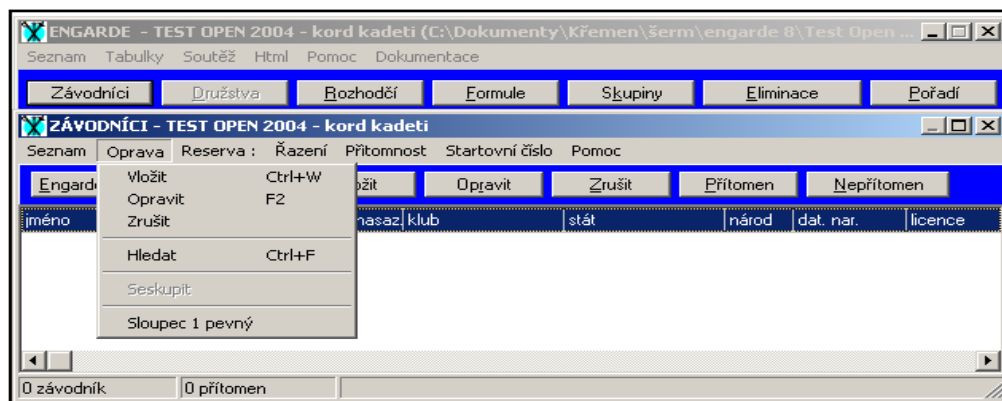 ENGARDE - TEST OPEN 2004 - kord kadeti (C:\Dokumenty\Křemen\šerm\engarde 8\Test Open ...
Seznam Tabulky Soutěž Html Pomoc Dokumentace
Závodníci Družstva Rozhodčí Formule Skupiny Eliminace Pořadí
ZÁVODNÍCI - TEST OPEN 2004 - kord kadeti
Seznam Oprava Reserva : Řazení Přítomnost Startovní číslo Pomoc
Engarde žit Opravit Zrušit Přítomen Nepřítomen
jméno nasaz. klub stát národ dat. nar. licence
Vložit Ctrl+W
Opravit F2
Zrušit
Hledat Ctrl+F
Seskupit
Sloupec 1 pevný
0 závodník 0 přítomen